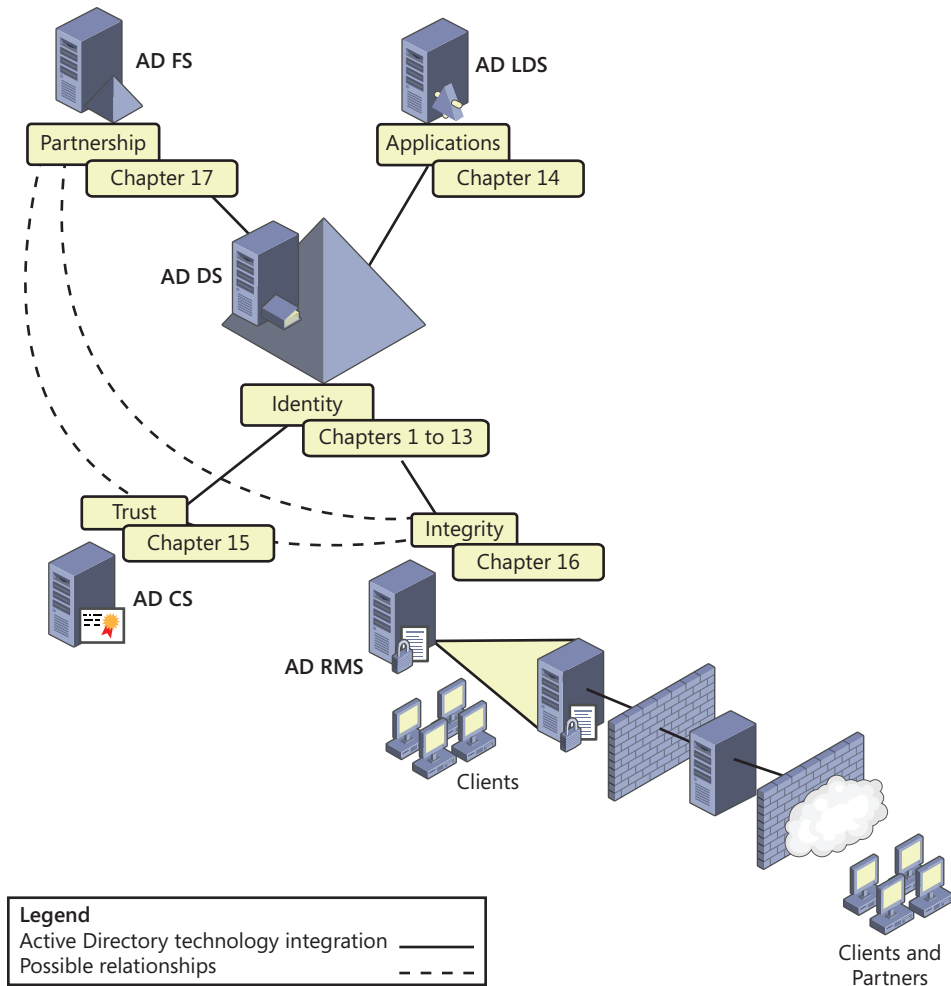 AD FS
AD LDS
Partnership
Chapter 17
Applications
Chapter 14
AD DS
Identity
Chapters 1 to 13
Trust
Chapter 15
Integrity
Chapter 16
AD CS
AD RMS
Clients
Clients and
Partners
Legend
Active Directory technology integration
Possible relationships